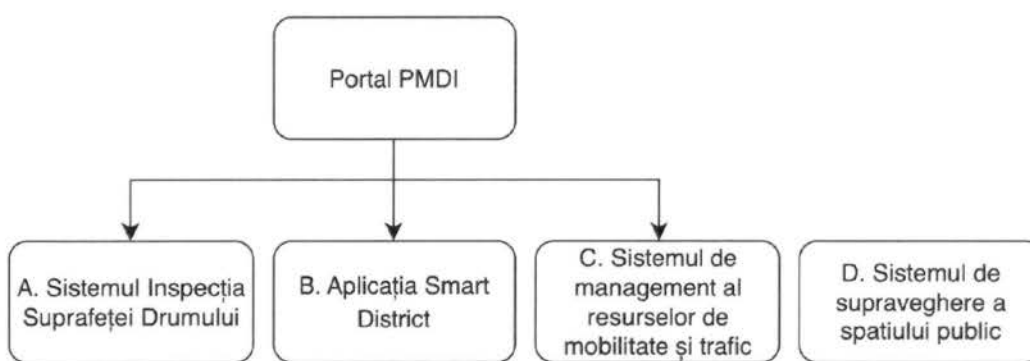 Portal PMDI
A. Sistemul Inspecția
Suprafeței Drumului
B. Aplicația Smart
District
C. Sistemul de
management al
resurselor de
mobilitate și trafic
D. Sistemul de
supraveghere a
spatiului public